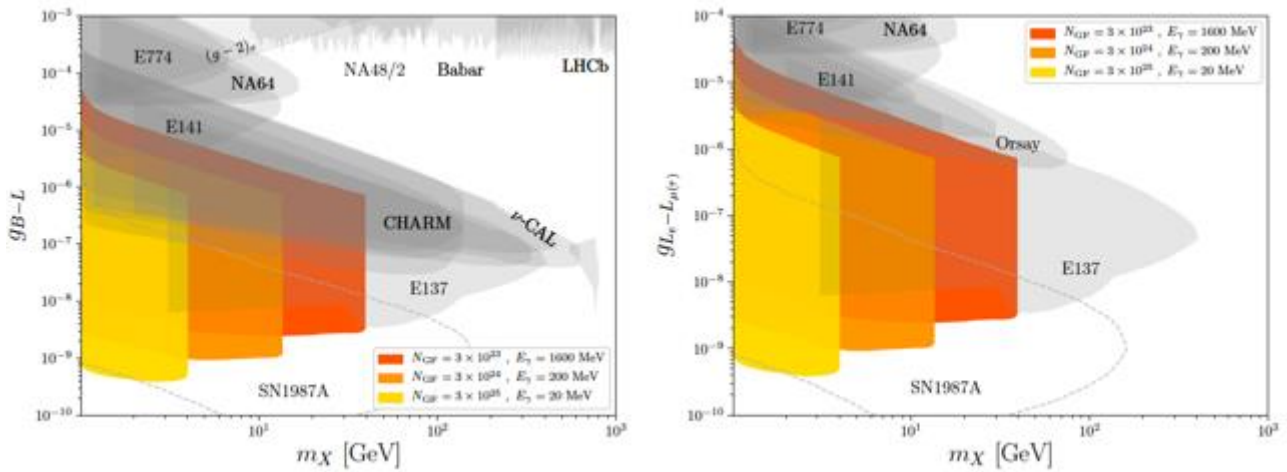 10⁻³
10⁻⁴
10⁻⁵
10⁻⁶
10⁻⁷
10⁻⁸
10⁻⁹
10⁻¹⁰
g_{B−L}
E774
(g − 2)ₑ
NA64
NA48/2
Babar
LHCb
E141
CHARM
ν-CAL
E137
SN1987A
N_GF = 3 × 10²³ , E_γ = 1600 MeV
N_GF = 3 × 10²⁴ , E_γ = 200 MeV
N_GF = 3 × 10²⁵ , E_γ = 20 MeV
10¹
10²
10³
m_X [GeV]
10⁻⁴
10⁻⁵
10⁻⁶
10⁻⁷
10⁻⁸
10⁻⁹
10⁻⁴
g_{Lₑ−L_{μ(τ)}}
E774
NA64
N_GF = 3 × 10²³ , E_γ = 1600 MeV
N_GF = 3 × 10²⁴ , E_γ = 200 MeV
N_GF = 3 × 10²⁵ , E_γ = 20 MeV
E141
Orsay
E137
SN1987A
10¹
10²
10³
m_X [GeV]